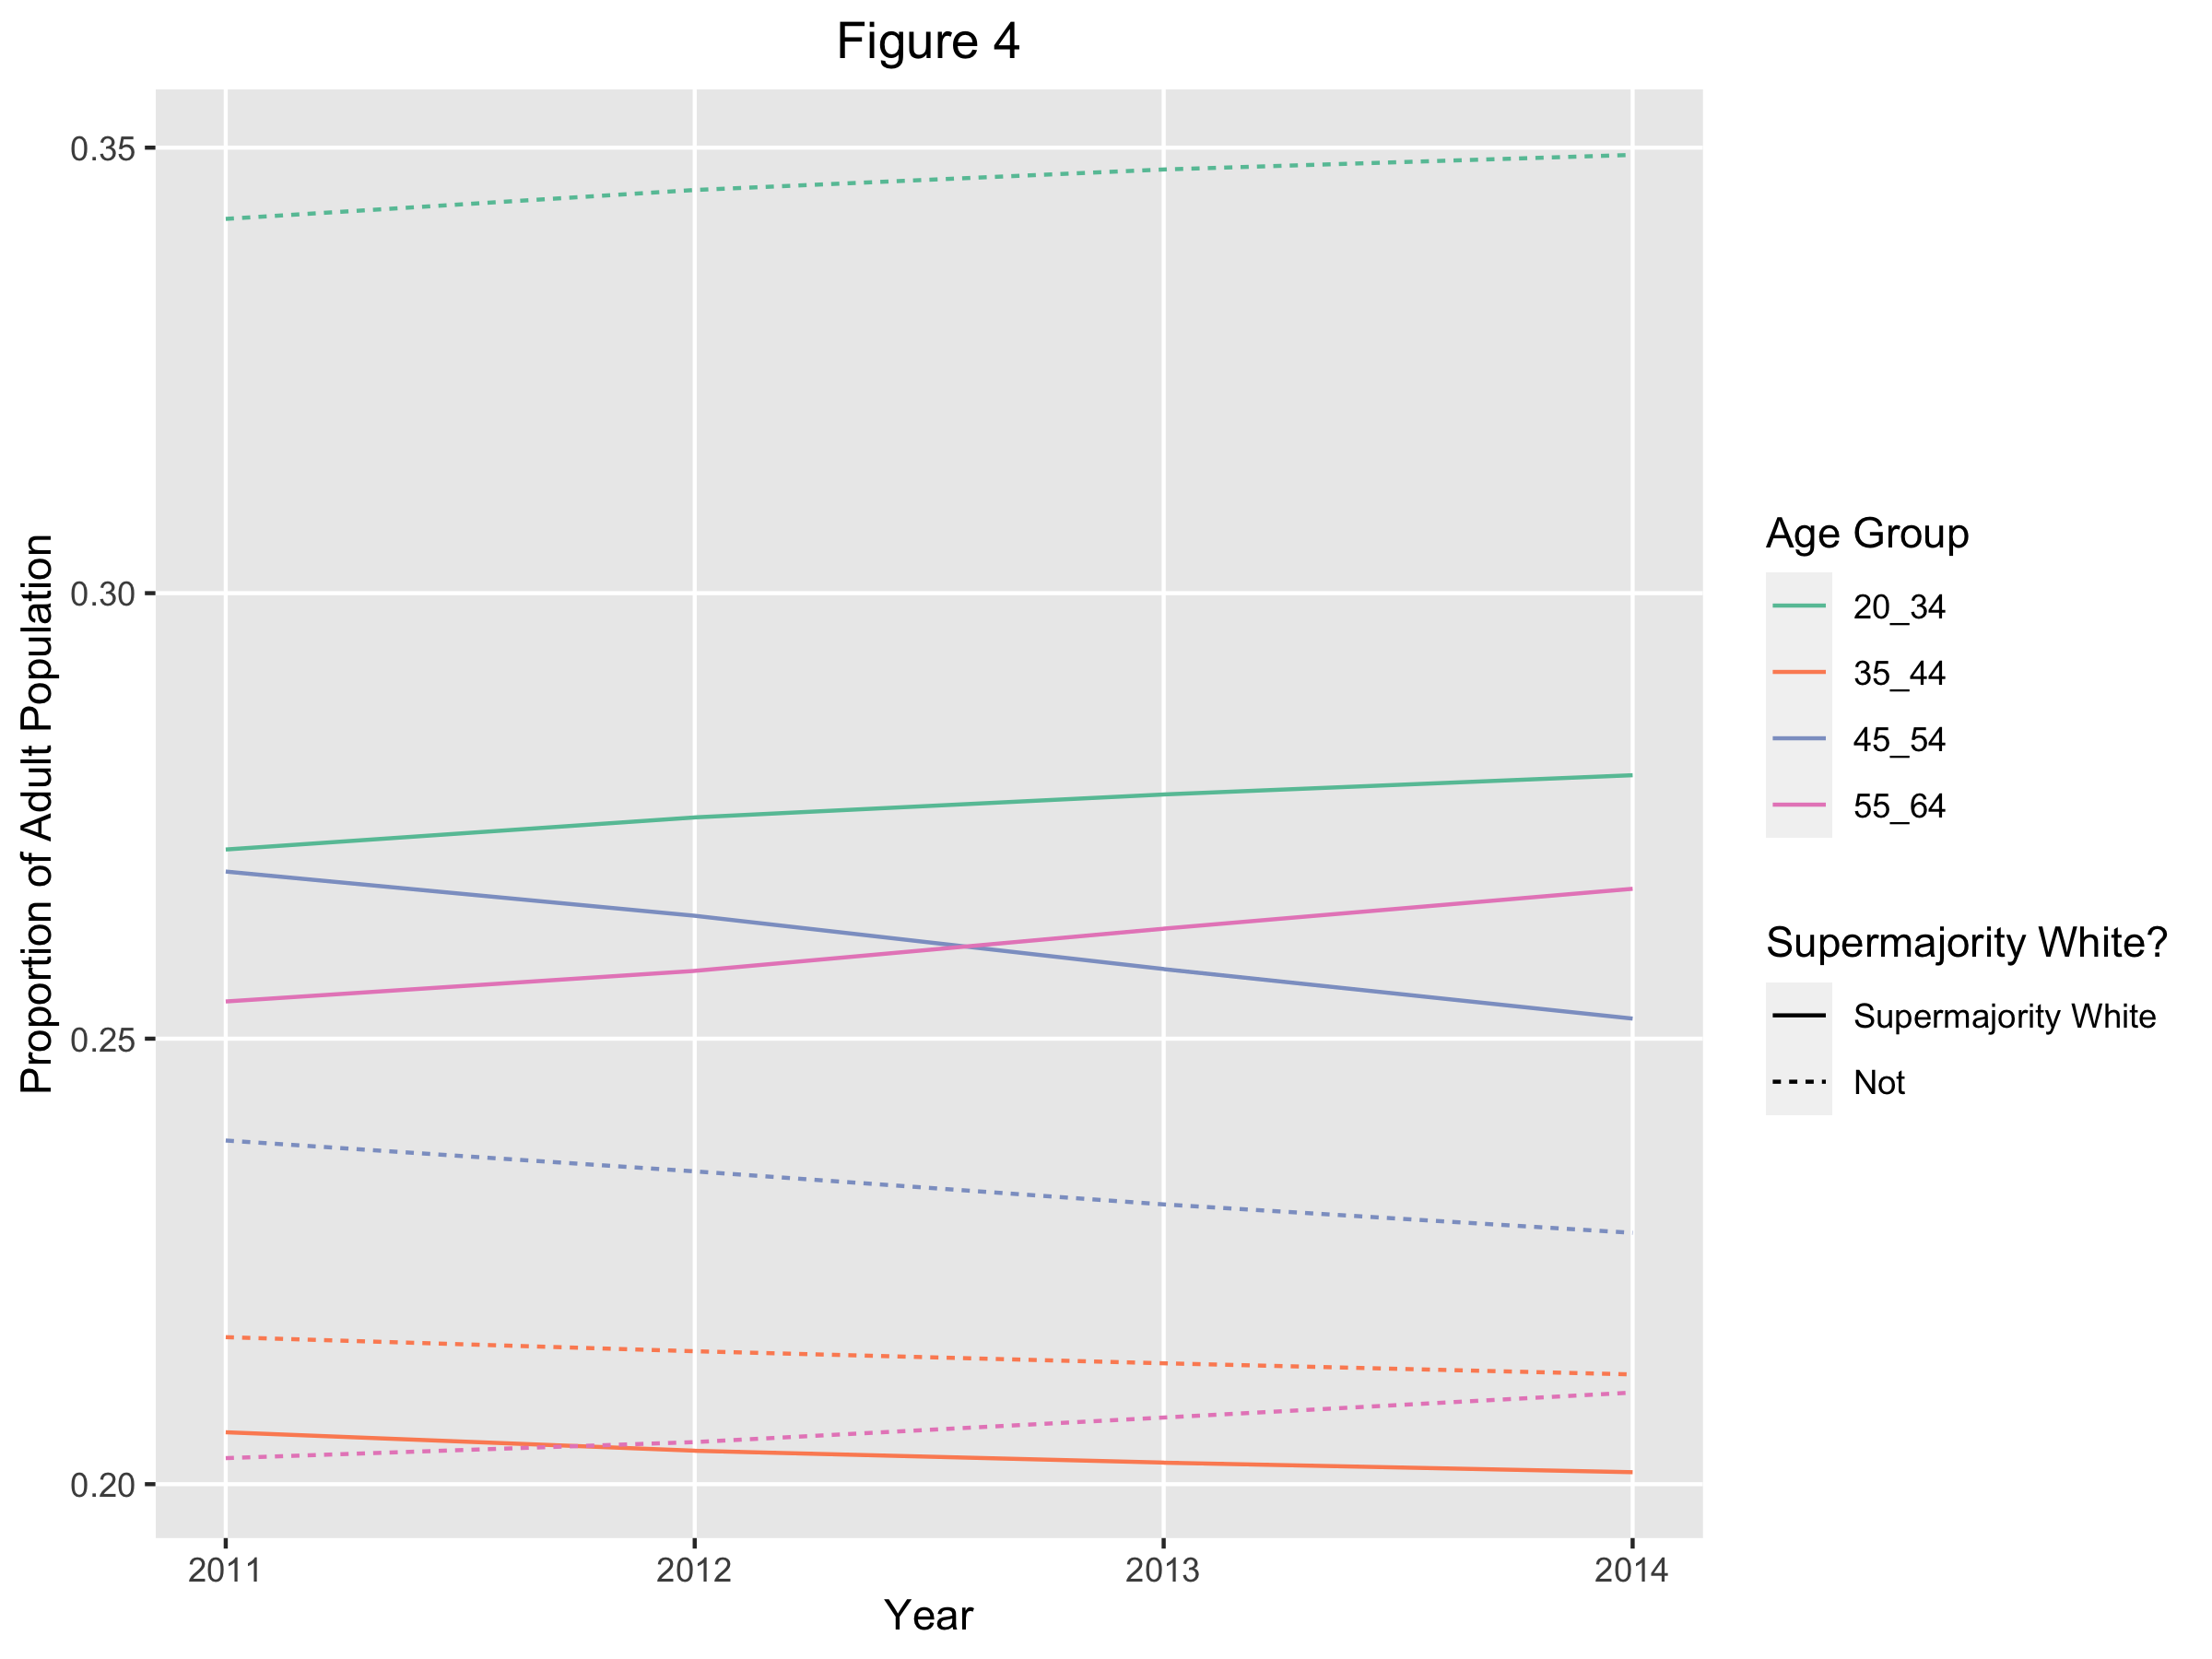 Figure 4
Proportion of Adult Population
0.35
0.30
0.25
0.20
2011 2012 2013 2014
Year
Age Group
20_34
35_44
45_54
55_64
Supermajority White?
Supermajority White
Not